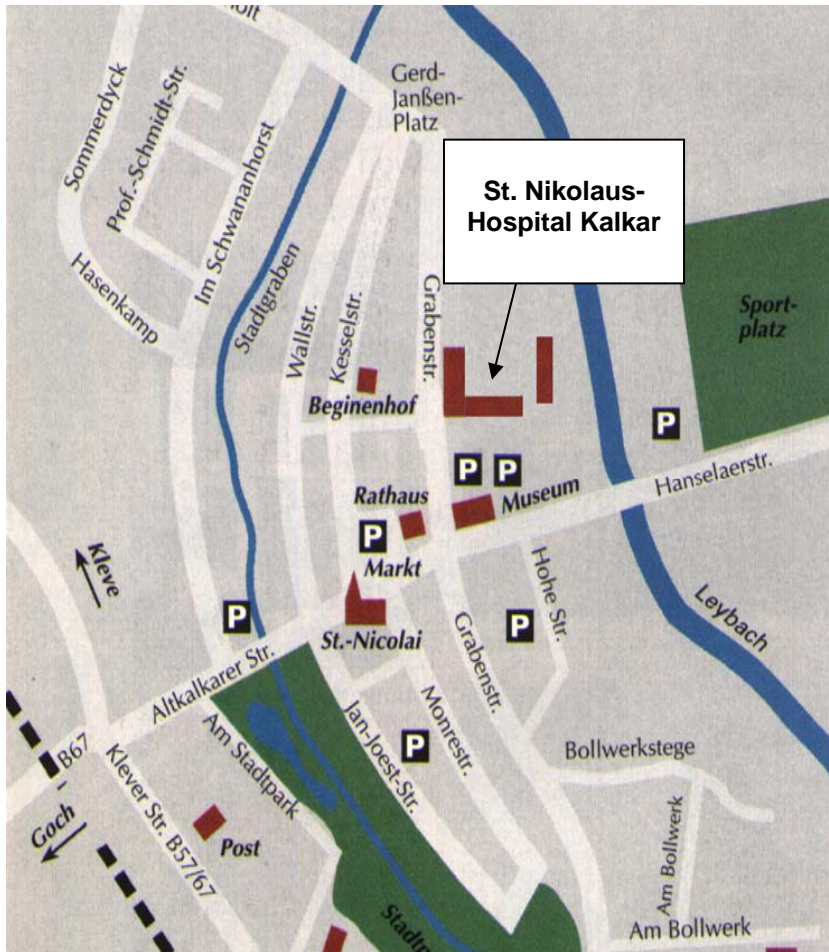 olt
Gerd-
Janßen-
Platz
Sommerdyck
Prof.-Schmidt-Str.
Im Schwananhorst
Hasenkamp
Stadtgraben
St. Nikolaus-
Hospital Kalkar
Wallstr.
Kesselstr.
Grabenstr.
Sport-
platz
Beginenhof
P
P P
Hanselaerstr.
Rathaus
Museum
P
Markt
Kleve
Hohe Str.
P
P
Leybach
St.-Nicolai
Grabenstr.
Altkalkarer Str.
Monrestr.
Jan-Joest-Str.
Am Stadtpark
P
Bollwerkstege
B67
Klever Str. B57/67
Goch
Post
Am Bollwerk
Am Bollwerk